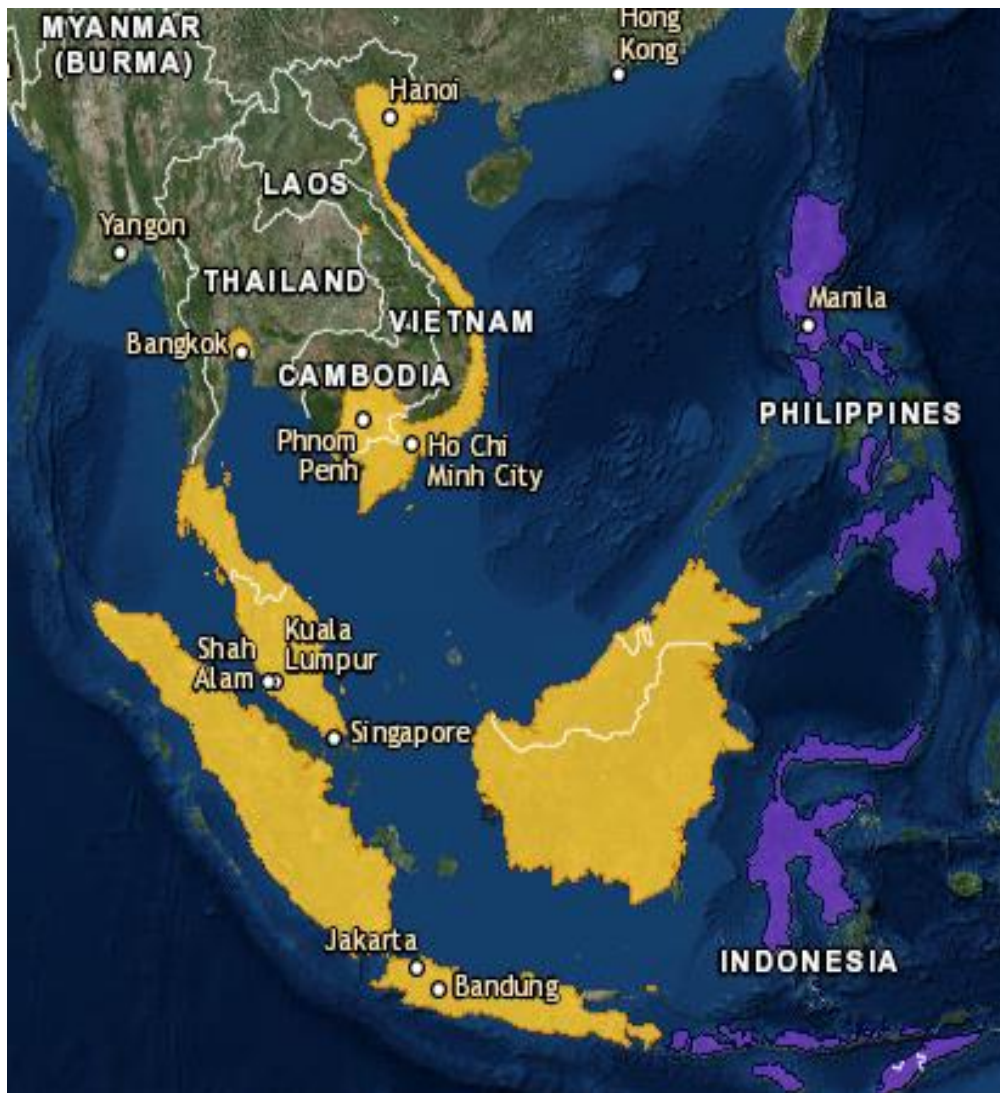 MYANMAR
(BURMA)
Hong
Kong
Hanoi
LAOS
Yangon
THAILAND
Manila
VIETNAM
Bangkok
CAMBODIA
PHILIPPINES
Phnom
Penh
Ho Chi
Minh City
Kuala
Lumpur
Shah
Alam
Singapore
Jakarta
INDONESIA
Bandung